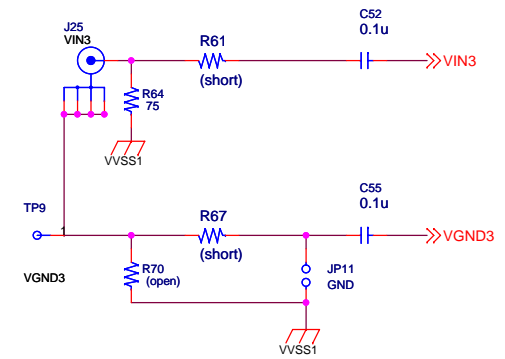 J25
VIN3
R61
(short)
C52
0.1u
VIN3
R64
75
VVSS1
TP9
1
VGND3
R67
(short)
C55
0.1u
VGND3
R70
(open)
JP11
GND
VVSS1